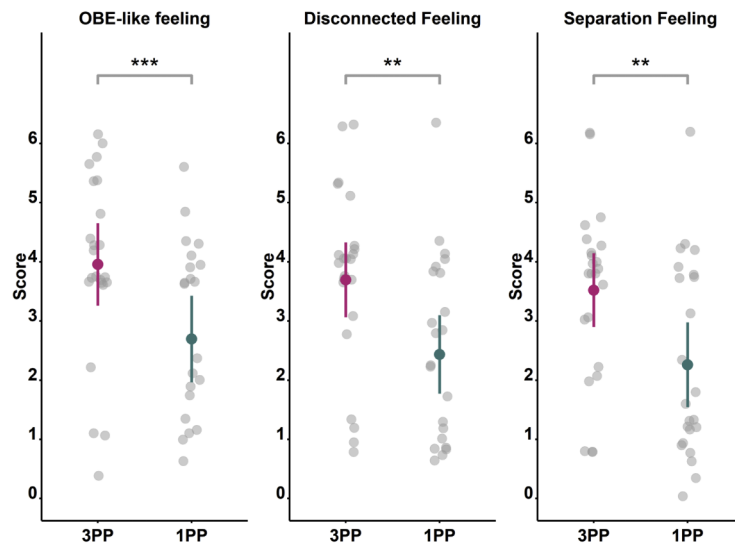 OBE-like feeling
***
Score
6
5
4
3
2
1
0
3PP 1PP
Disconnected Feeling
**
Score
6
5
4
3
2
1
0
3PP 1PP
Separation Feeling
**
Score
6
5
4
3
2
1
0
3PP 1PP